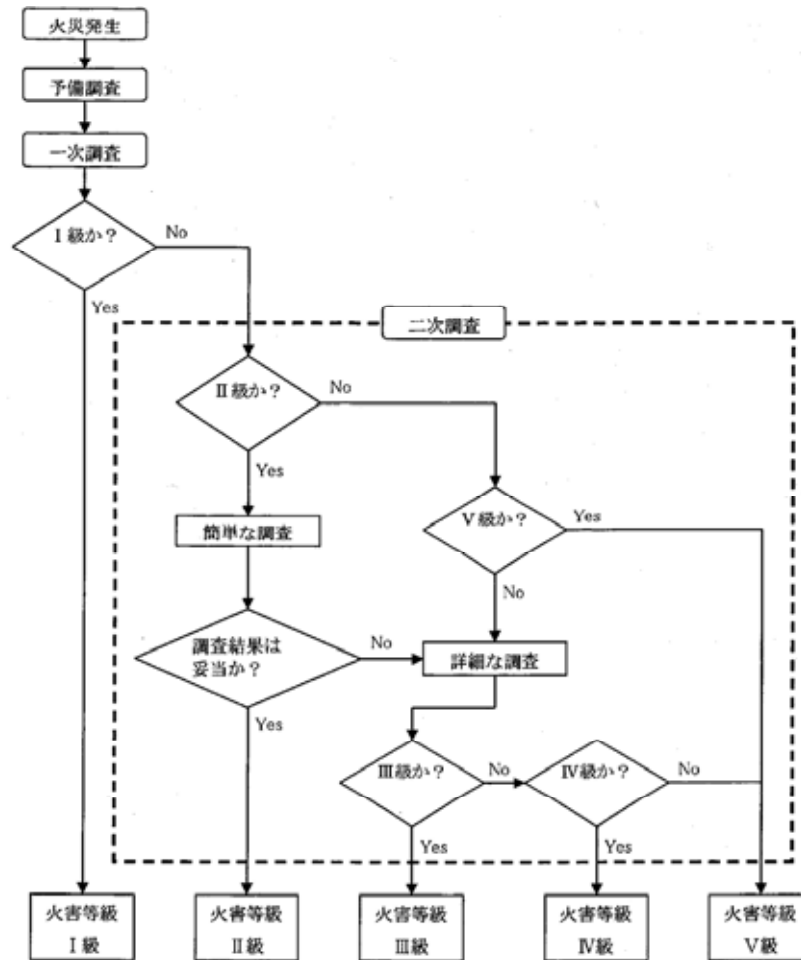 火災発生
予備調査
一次調査
Ⅰ級か？
No
Yes
二次調査
Ⅱ級か？
No
Yes
簡単な調査
Ⅴ級か？
Yes
No
調査結果は
妥当か？
No
詳細な調査
Yes
Ⅲ級か？
No
Ⅳ級か？
No
Yes
Yes
火害等級
Ⅰ級
火害等級
Ⅱ級
火害等級
Ⅲ級
火害等級
Ⅳ級
火害等級
Ⅴ級